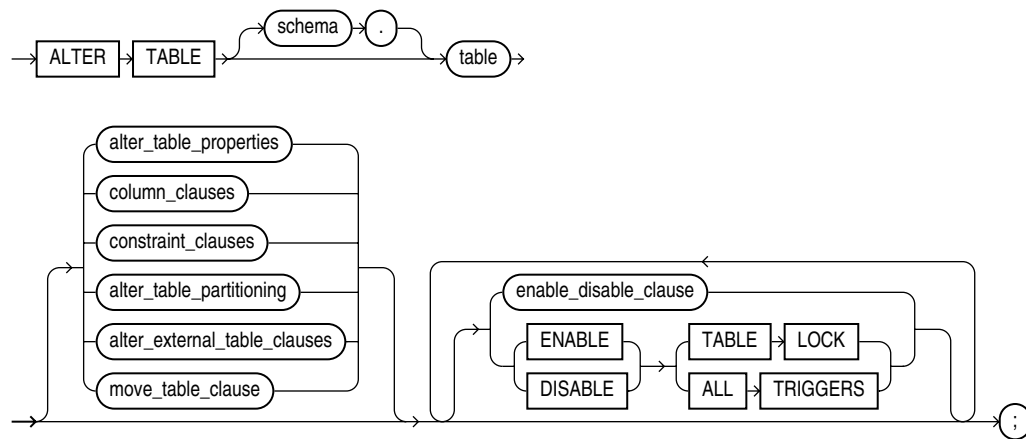 schema .
ALTER TABLE table
alter_table_properties
column_clauses
constraint_clauses
alter_table_partitioning
alter_external_table_clauses
move_table_clause
enable_disable_clause
ENABLE TABLE LOCK
DISABLE ALL TRIGGERS
;